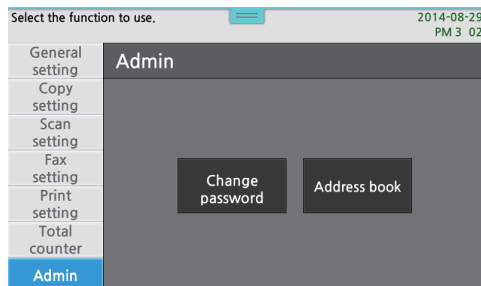 Select the function to use.
2014-08-29
PM 3 02
General
setting
Admin
Copy
setting
Scan
setting
Fax
setting
Change
password
Address book
Print
setting
Total
counter
Admin